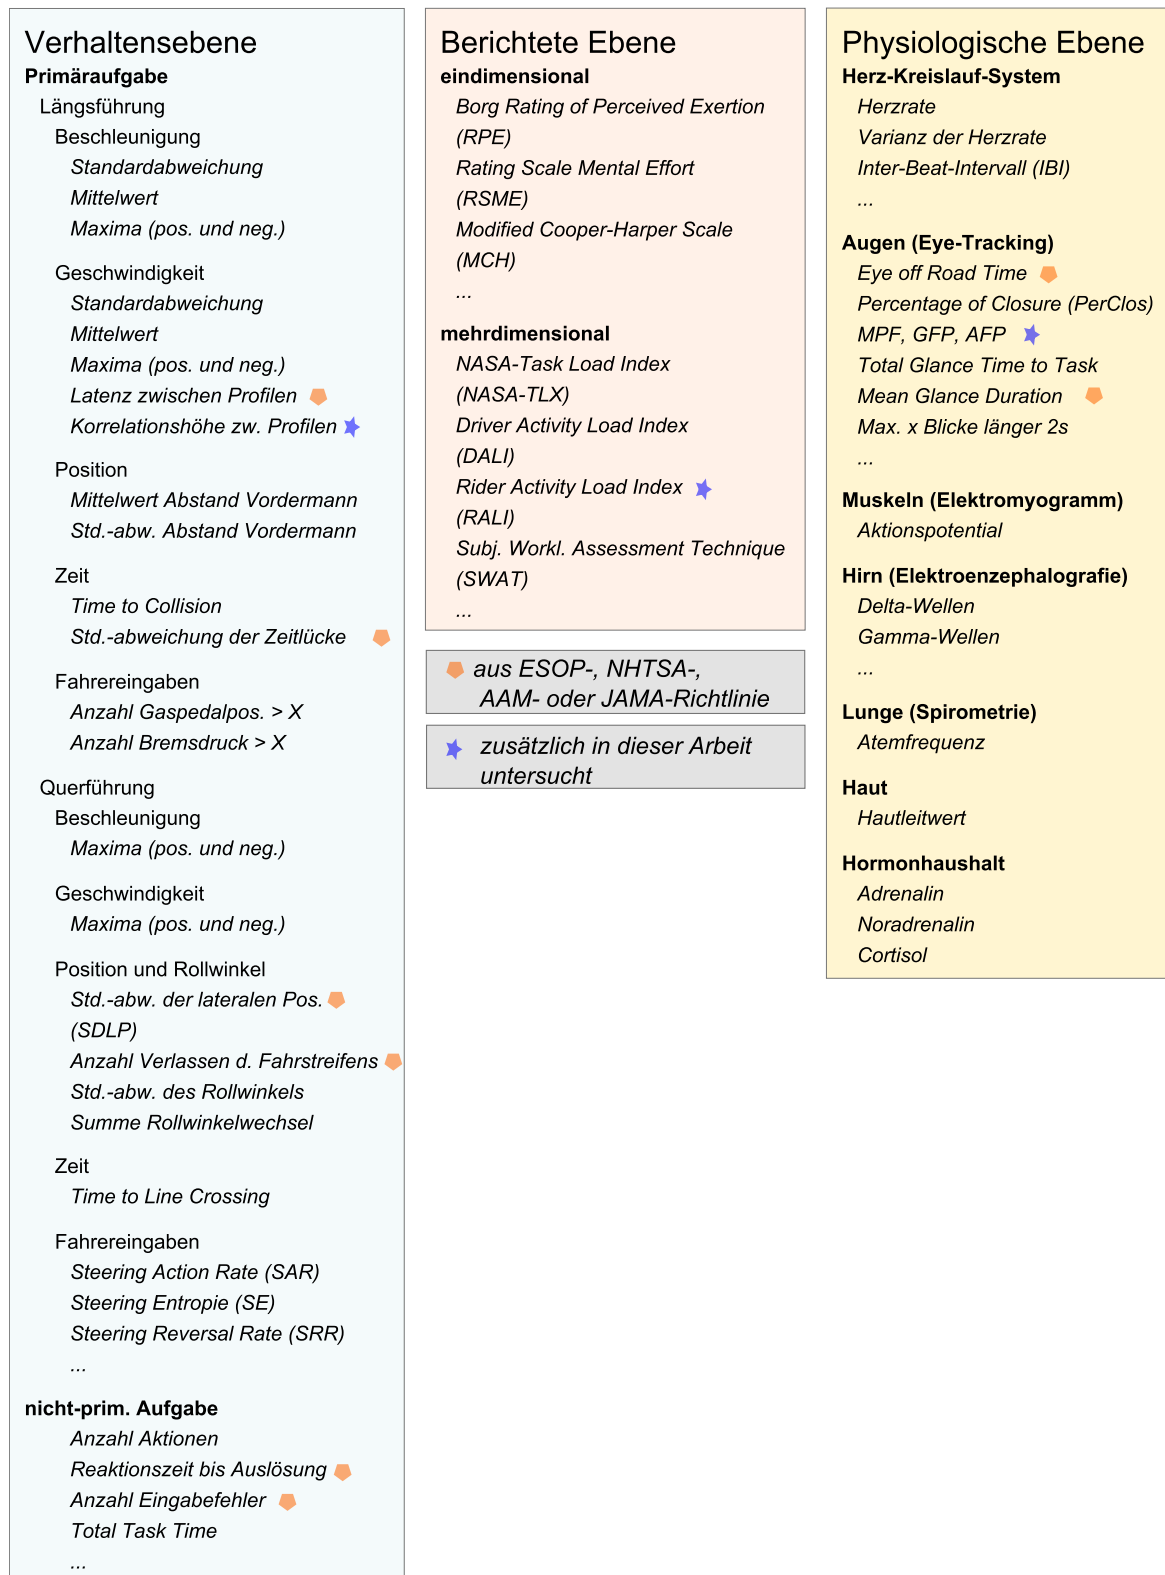 Verhaltensebene
Primäraufgabe
Längsführung
Beschleunigung
Standardabweichung
Mittelwert
Maxima (pos. und neg.)
Geschwindigkeit
Standardabweichung
Mittelwert
Maxima (pos. und neg.)
Latenz zwischen Profilen
Korrelationshöhe zw. Profilen
Position
Mittelwert Abstand Vordermann
Std.-abw. Abstand Vordermann
Zeit
Time to Collision
Std.-abweichung der Zeitlücke
Fahrereingaben
Anzahl Gaspedalpos. > X
Anzahl Bremsdruck > X
Querführung
Beschleunigung
Maxima (pos. und neg.)
Geschwindigkeit
Maxima (pos. und neg.)
Position und Rollwinkel
Std.-abw. der lateralen Pos.
(SDLP)
Anzahl Verlassen d. Fahrstreifens
Std.-abw. des Rollwinkels
Summe Rollwinkelwechsel
Zeit
Time to Line Crossing
Fahrereingaben
Steering Action Rate (SAR)
Steering Entropie (SE)
Steering Reversal Rate (SRR)
...
nicht-prim. Aufgabe
Anzahl Aktionen
Reaktionszeit bis Auslösung
Anzahl Eingabefehler
Total Task Time
...
Berichtete Ebene
eindimensional
Borg Rating of Perceived Exertion
(RPE)
Rating Scale Mental Effort
(RSME)
Modified Cooper-Harper Scale
(MCH)
...
mehrdimensional
NASA-Task Load Index
(NASA-TLX)
Driver Activity Load Index
(DALI)
Rider Activity Load Index
(RALI)
Subj. Workl. Assessment Technique
(SWAT)
...
aus ESOP-, NHTSA-,
AAM- oder JAMA-Richtlinie
zusätzlich in dieser Arbeit
untersucht
Physiologische Ebene
Herz-Kreislauf-System
Herzrate
Varianz der Herzrate
Inter-Beat-Intervall (IBI)
...
Augen (Eye-Tracking)
Eye off Road Time
Percentage of Closure (PerClos)
MPF, GFP, AFP
Total Glance Time to Task
Mean Glance Duration
Max. x Blicke länger 2s
...
Muskeln (Elektromyogramm)
Aktionspotential
Hirn (Elektroenzephalografie)
Delta-Wellen
Gamma-Wellen
...
Lunge (Spirometrie)
Atemfrequenz
Haut
Hautleitwert
Hormonhaushalt
Adrenalin
Noradrenalin
Cortisol